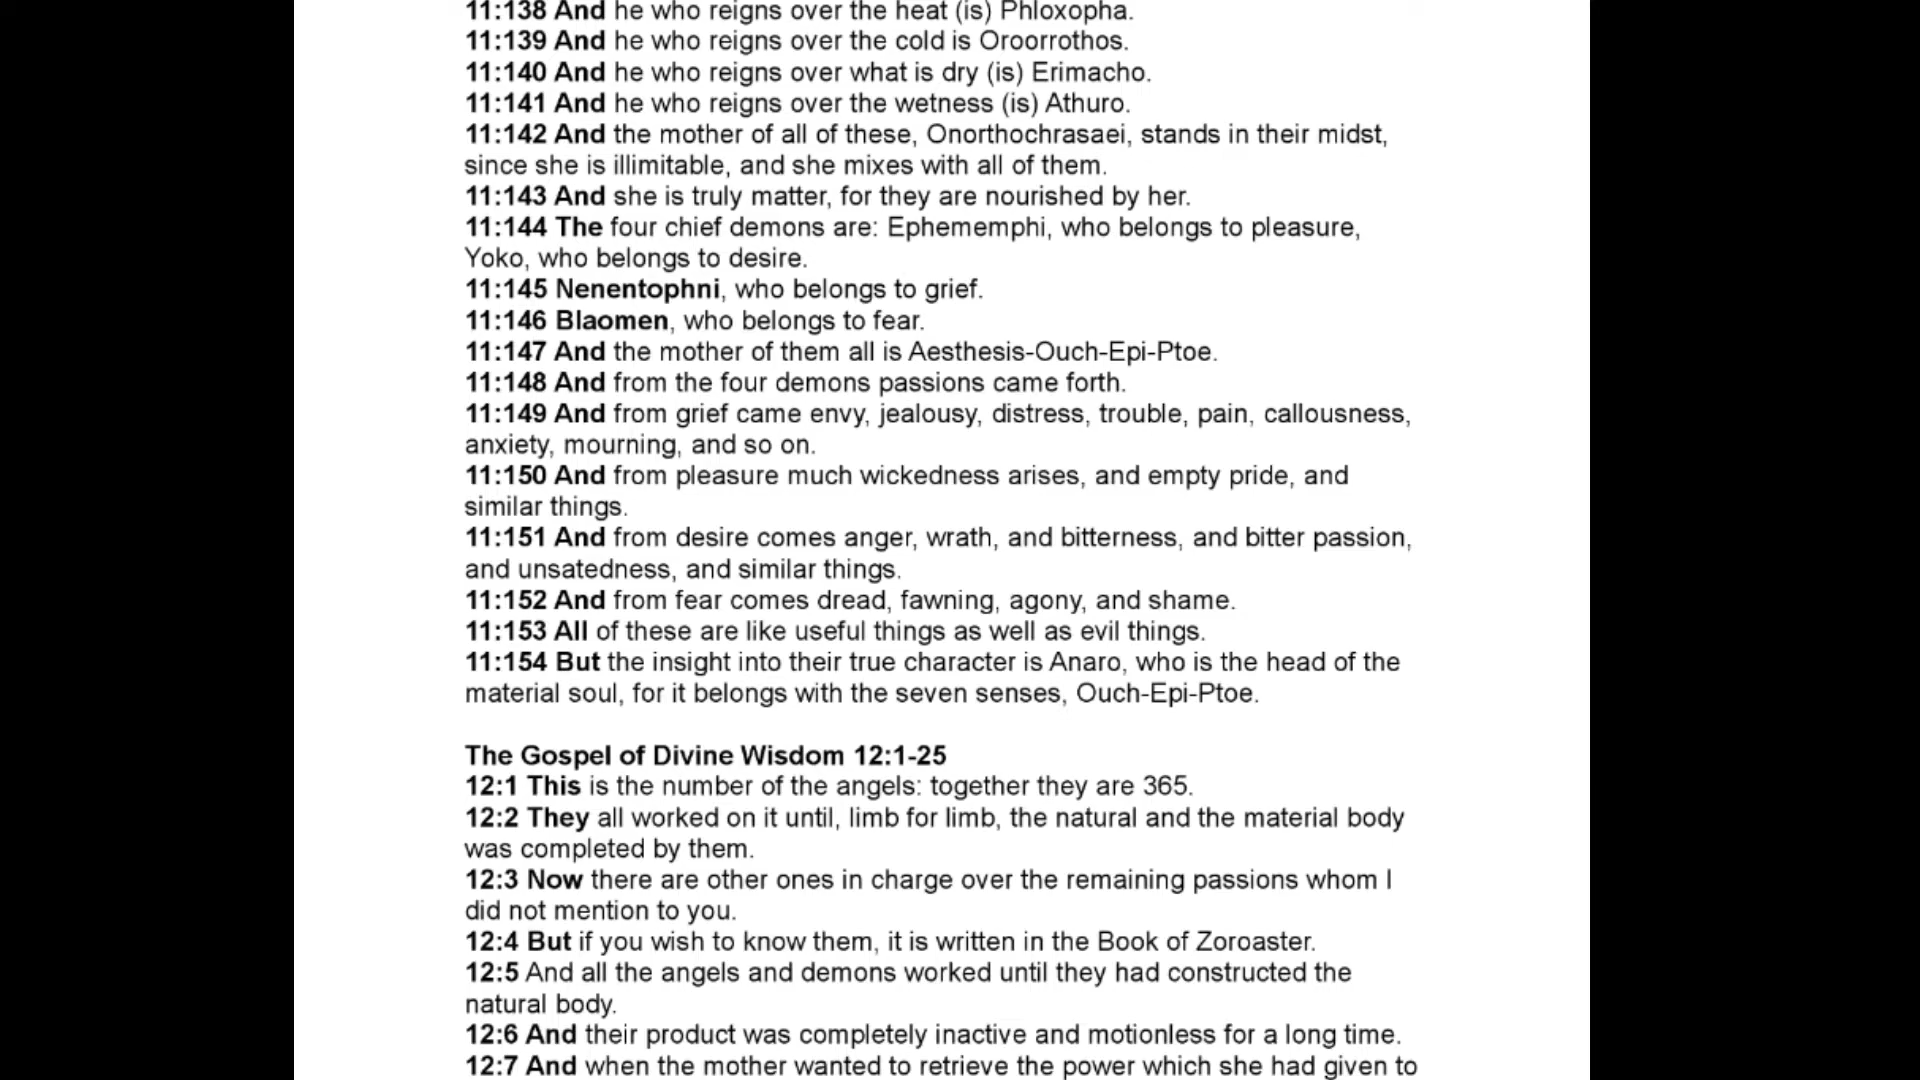 11:138 And he who reigns over the heat (is) Phloxopha.
11:139 And he who reigns over the cold is Oroorrothos.
11:140 And he who reigns over what is dry (is) Erimacho.
11:141 And he who reigns over the wetness (is) Athuro.
11:142 And the mother of all of these, Onorthochrasaei, stands in their midst,
since she is illimitable, and she mixes with all of them.
11:143 And she is truly matter, for they are nourished by her.
11:144 The four chief demons are: Ephememphi, who belongs to pleasure,
Yoko, who belongs to desire.
11:145 Nenentophni, who belongs to grief.
11:146 Blaomen, who belongs to fear.
11:147 And the mother of them all is Aesthesis-Ouch-Epi-Ptoe.
11:148 And from the four demons passions came forth.
11:149 And from grief came envy, jealousy, distress, trouble, pain, callousness,
anxiety, mourning, and so on.
11:150 And from pleasure much wickedness arises, and empty pride, and
similar things.
11:151 And from desire comes anger, wrath, and bitterness, and bitter passion,
and unsatedness, and similar things.
11:152 And from fear comes dread, fawning, agony, and shame.
11:153 All of these are like useful things as well as evil things.
11:154 But the insight into their true character is Anaro, who is the head of the
material soul, for it belongs with the seven senses, Ouch-Epi-Ptoe.
The Gospel of Divine Wisdom 12:1-25
12:1 This is the number of the angels: together they are 365.
12:2 They all worked on it until, limb for limb, the natural and the material body
was completed by them.
12:3 Now there are other ones in charge over the remaining passions whom I
did not mention to you.
12:4 But if you wish to know them, it is written in the Book of Zoroaster.
12:5 And all the angels and demons worked until they had constructed the
natural body.
12:6 And their product was completely inactive and motionless for a long time.
12:7 And when the mother wanted to retrieve the power which she had given to